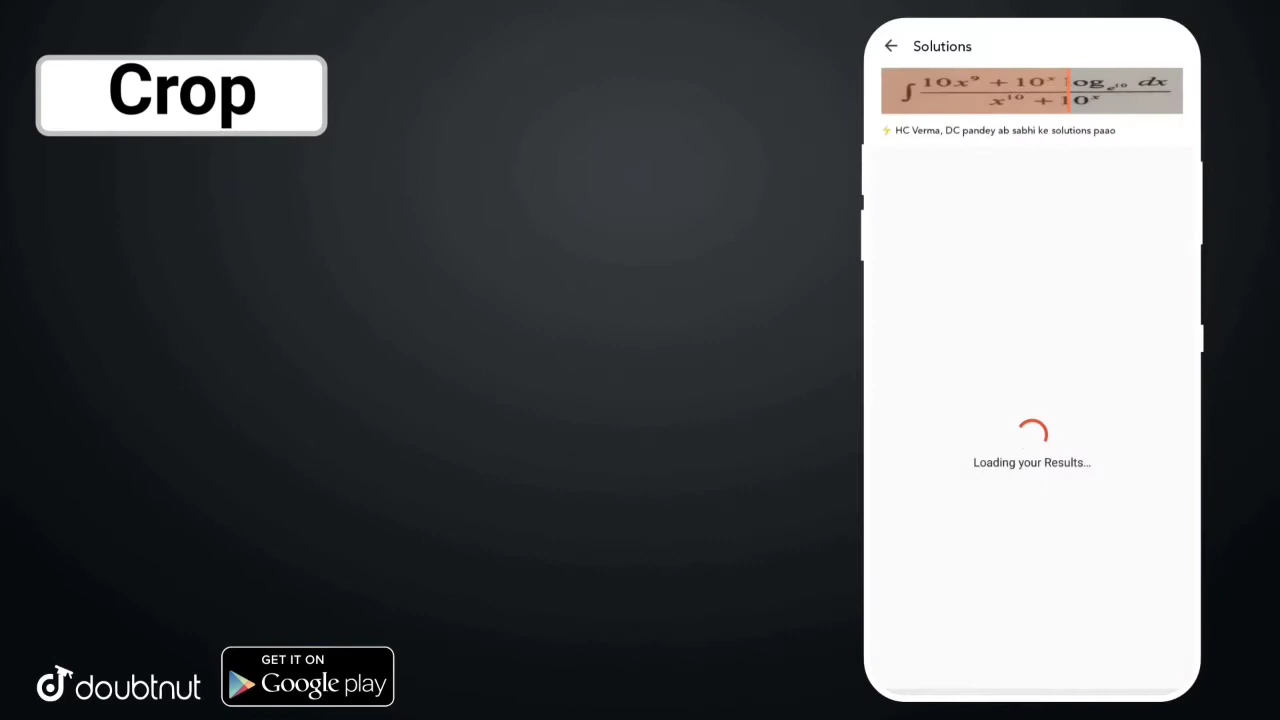 Crop
← Solutions
∫ 10x⁹ + 10ˣ log_e¹⁰ dx
x¹⁰ + 10ˣ
⚡ HC Verma, DC pandey ab sabhi ke solutions paao
Loading your Results...
doubtnut
GET IT ON
Google play